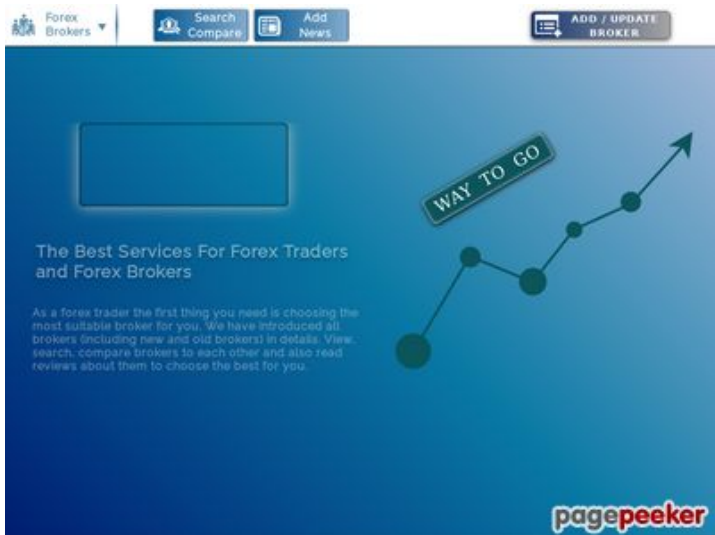 Forex
Brokers
Search
Compare
Add
News
ADD / UPDATE
BROKER
WAY TO GO
The Best Services For Forex Traders
and Forex Brokers
As a forex trader the first thing you need is choosing the
most suitable broker for you. We have introduced all
brokers (including new and old brokers) in details. View,
search, compare brokers to each other and also read
reviews about them to choose the best for you.
pagepeeker